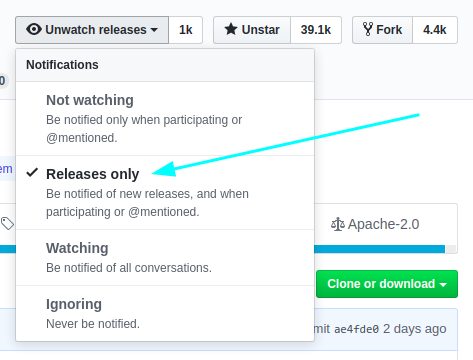 Unwatch releases 1k Unstar 39.1k Fork 4.4k
Notifications
Not watching
Be notified only when participating or
@mentioned.
Releases only
Be notified of new releases, and when
participating or @mentioned.
Apache-2.0
Watching
Be notified of all conversations.
Clone or download
Ignoring
Never be notified.
ae4fde0 2 days ago